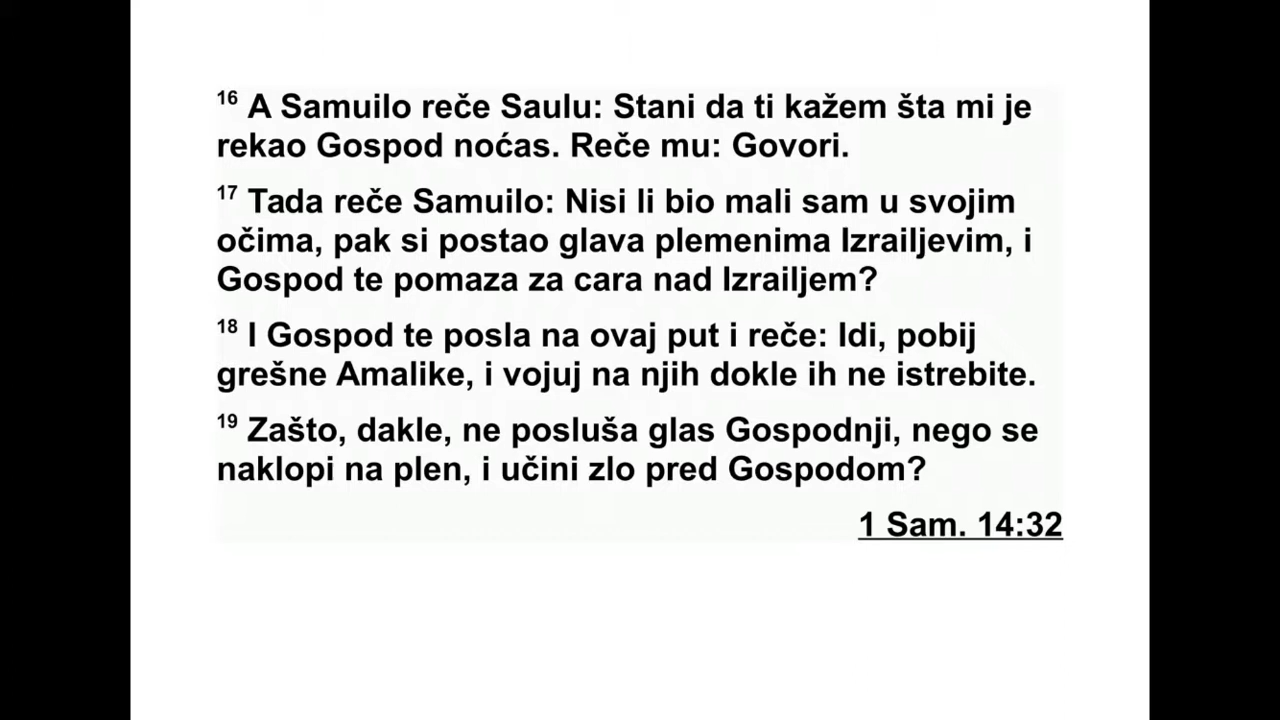 16 A Samuilo reče Saulu: Stani da ti kažem šta mi je
rekao Gospod noćas. Reče mu: Govori.
17 Tada reče Samuilo: Nisi li bio mali sam u svojim
očima, pak si postao glava plemenima Izrailjevim, i
Gospod te pomaza za cara nad Izrailjem?
18 I Gospod te posla na ovaj put i reče: Idi, pobij
grešne Amalike, i vojuj na njih dokle ih ne istrebite.
19 Zašto, dakle, ne posluša glas Gospodnji, nego se
naklopi na plen, i učini zlo pred Gospodom?
1 Sam. 14:32